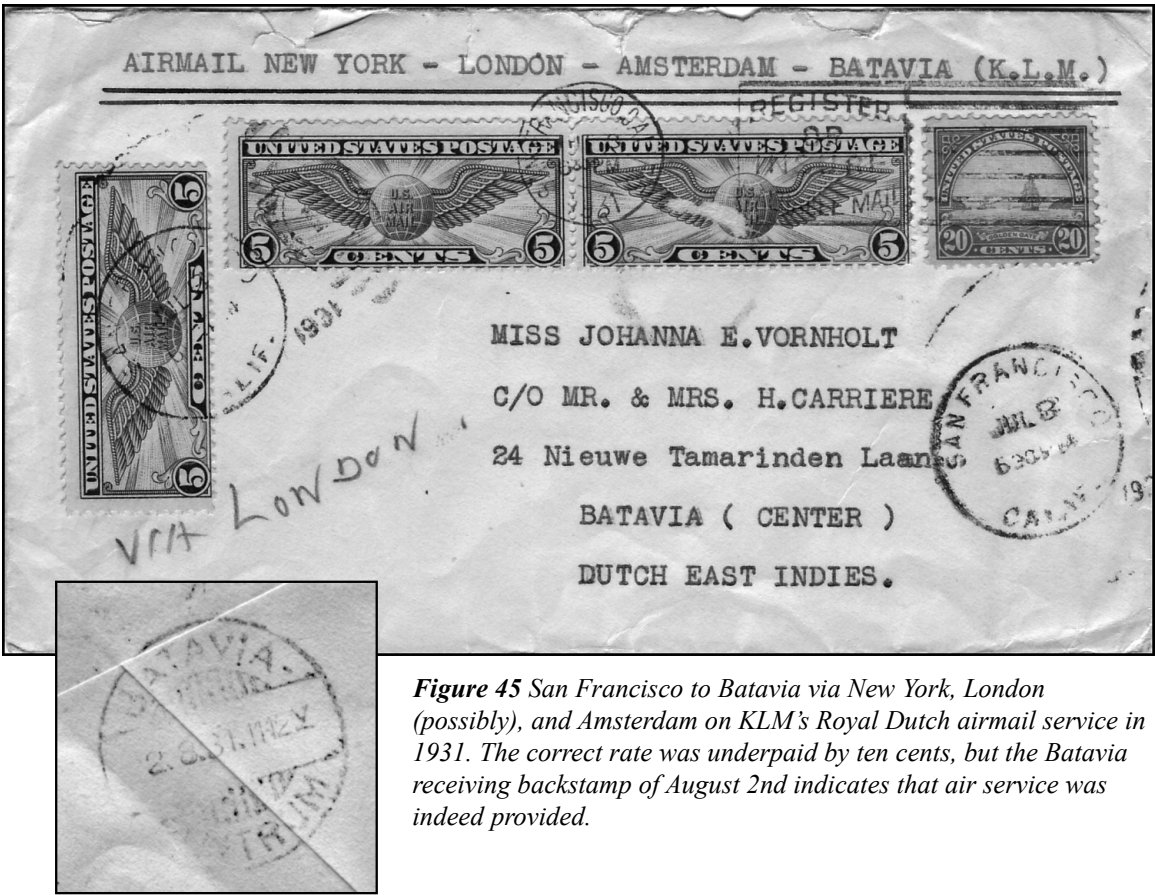 AIRMAIL NEW YORK - LONDON - AMSTERDAM - BATAVIA (K.L.M.)
REGISTER
OR
MAIL
UNITED STATES POSTAGE
U.S.
AIR
MAIL
5 CENTS 5
UNITED STATES POSTAGE
U.S.
AIR
MAIL
5 CENTS 5
UNITED STATES POSTAGE
20 CENTS 20
GOLDEN GATE
UNITED STATES POSTAGE
U.S.
AIR
MAIL
5 CENTS 5
1931
MISS JOHANNA E.VORNHOLT
C/O MR. & MRS. H.CARRIERE
24 Nieuwe Tamarinden Laan
BATAVIA ( CENTER )
DUTCH EAST INDIES.
VIA LONDON
SAN FRANCISCO
JUL 8
CALIF.
BATAVIA
2.8.31.
Figure 45 San Francisco to Batavia via New York, London
(possibly), and Amsterdam on KLM’s Royal Dutch airmail service in
1931. The correct rate was underpaid by ten cents, but the Batavia
receiving backstamp of August 2nd indicates that air service was
indeed provided.